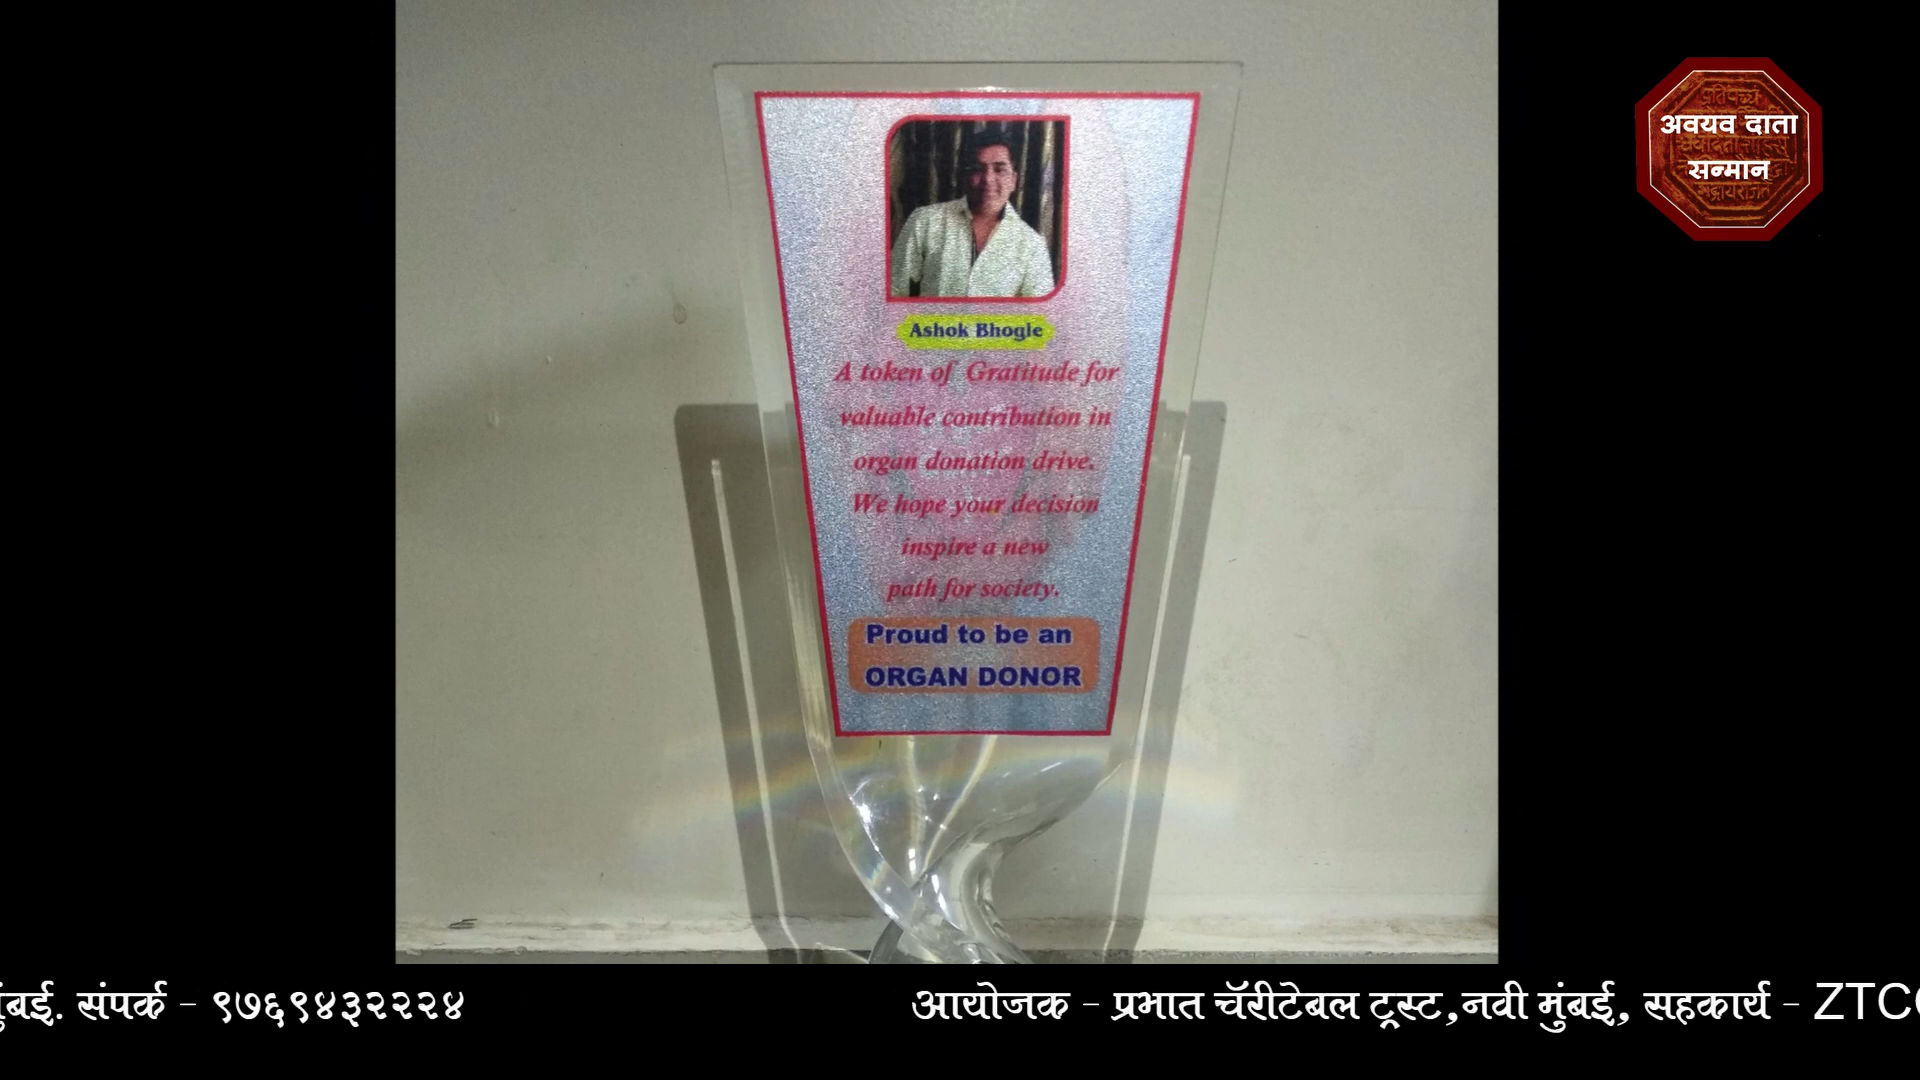 अवयव दाता
सन्मान
Ashok Bhogle
A token of Gratitude for
valuable contribution in
organ donation drive.
We hope your decision
inspire a new
path for society.
Proud to be an
ORGAN DONOR
मुंबई. संपर्क - ९७६९४३२२२४
आयोजक - प्रभात चॅरीटेबल ट्रस्ट,नवी मुंबई, सहकार्य - ZTCC